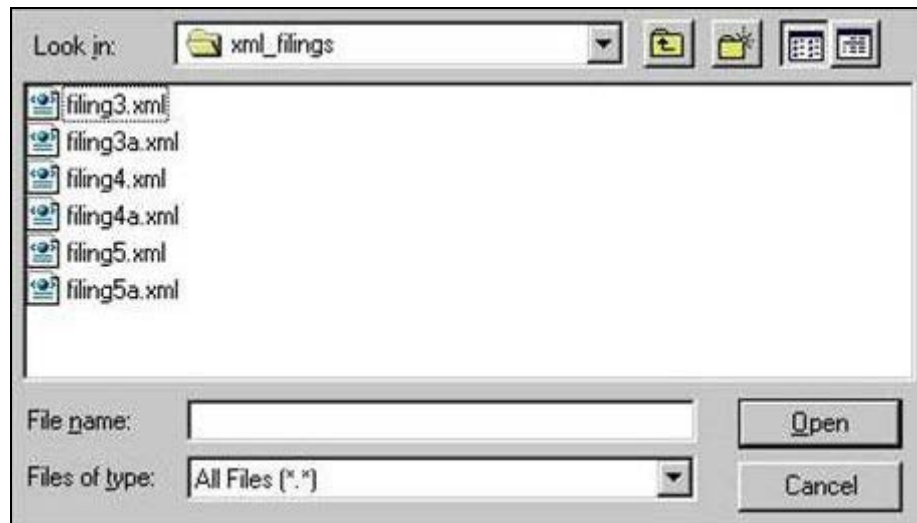 Look in: xml_filings
filing3.xml
filing3a.xml
filing4.xml
filing4a.xml
filing5.xml
filing5a.xml
File name:
Open
Files of type: All Files (*.*)
Cancel